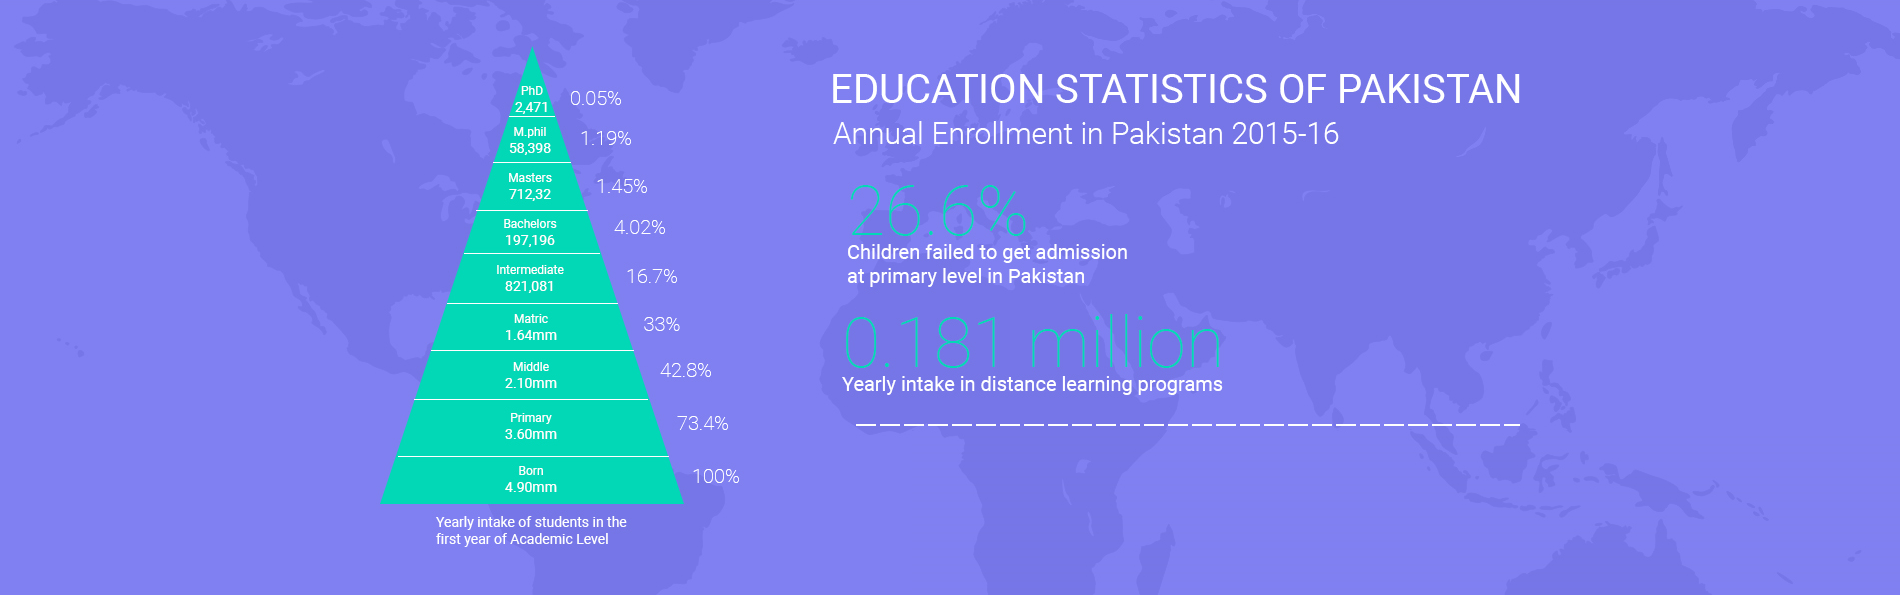 PhD
2,471
0.05%
M.phil
58,398
1.19%
Masters
712,32
1.45%
Bachelors
197,196
4.02%
Intermediate
821,081
16.7%
Matric
1.64mm
33%
Middle
2.10mm
42.8%
Primary
3.60mm
73.4%
Born
4.90mm
100%
Yearly intake of students in the
first year of Academic Level
EDUCATION STATISTICS OF PAKISTAN
Annual Enrollment in Pakistan 2015-16
26.6%
Children failed to get admission
at primary level in Pakistan
0.181 million
Yearly intake in distance learning programs